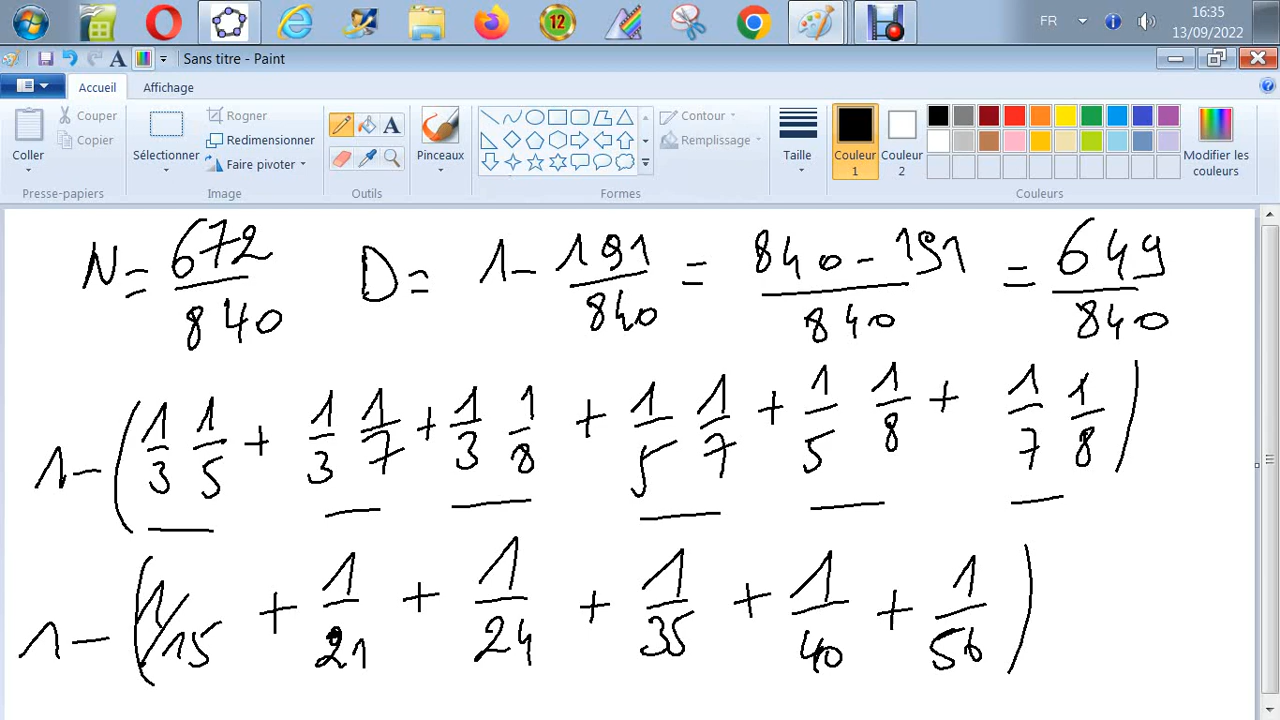 12
FR
16:35
13/09/2022
Sans titre - Paint
Accueil Affichage
Coller
Couper
Copier
Presse-papiers
Sélectionner
Rogner
Redimensionner
Faire pivoter
Image
A
Outils
Pinceaux
Contour
Remplissage
Formes
Taille
Couleur 1
Couleur 2
Modifier les couleurs
Couleurs
N = 672/840 D = 1 - 191/840 = 840 - 191/840 = 649/840
1 - ( 1/3 1/5 + 1/3 1/7 + 1/3 1/8 + 1/5 1/7 + 1/5 1/8 + 1/7 1/8 )
1 - ( 1/15 + 1/21 + 1/24 + 1/35 + 1/40 + 1/56 )